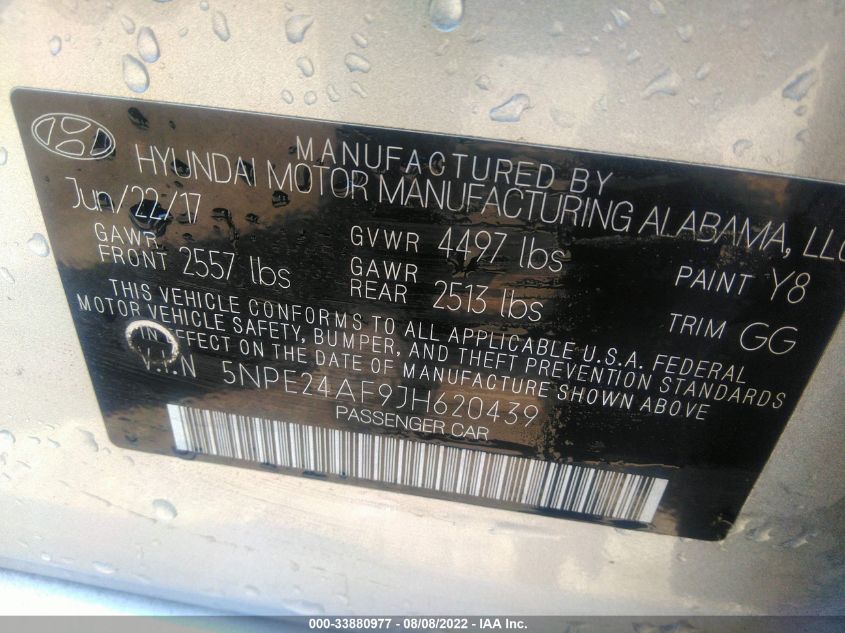 MANUFACTURED BY
HYUNDAI MOTOR MANUFACTURING ALABAMA, LLC
Jun/22/17
GAWR FRONT 2557 lbs
GVWR 4497 lbs
GAWR REAR 2513 lbs
PAINT Y8
TRIM GG
THIS VEHICLE CONFORMS TO ALL APPLICABLE U.S.A. FEDERAL
MOTOR VEHICLE SAFETY, BUMPER, AND THEFT PREVENTION STANDARDS
IN EFFECT ON THE DATE OF MANUFACTURE SHOWN ABOVE
V.I.N 5NPE24AF9JH620439
PASSENGER CAR
000-33880977 - 08/08/2022 - IAA Inc.